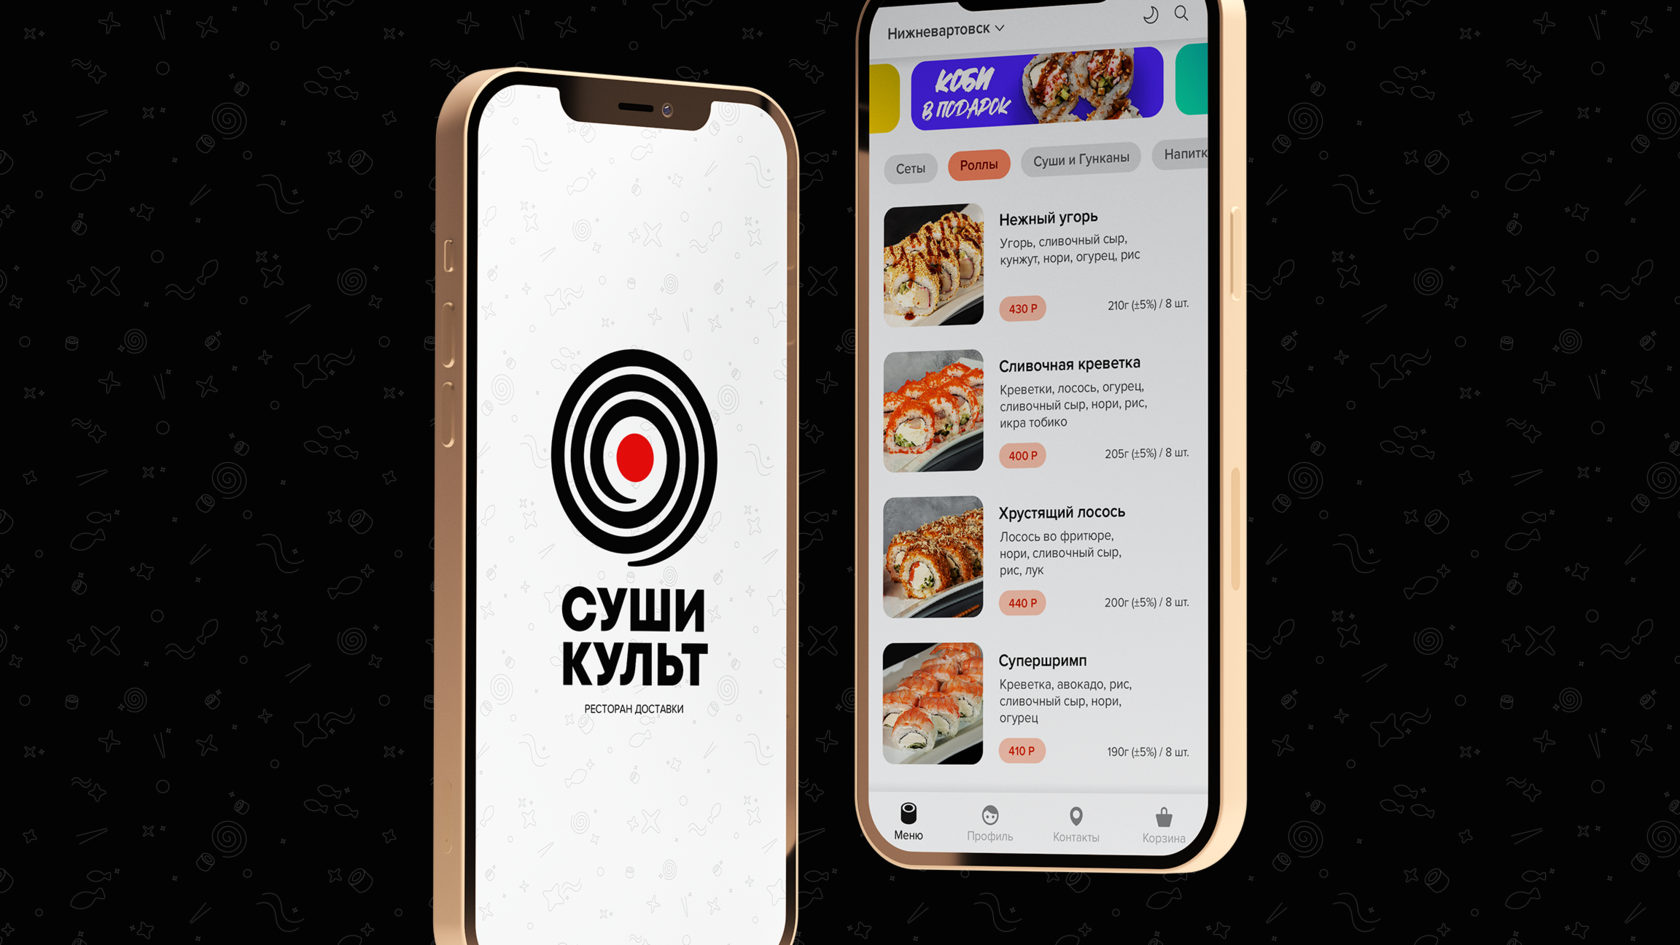 СУШИ
КУЛЬТ
РЕСТОРАН ДОСТАВКИ
Нижневартовск
КОБИ
В ПОДАРОК
Сеты
Роллы
Суши и Гунканы
Напитк
Нежный угорь
Угорь, сливочный сыр,
кунжут, нори, огурец, рис
430 Р
210г (±5%) / 8 шт.
Сливочная креветка
Креветки, лосось, огурец,
сливочный сыр, нори, рис,
икра тобико
400 Р
205г (±5%) / 8 шт.
Хрустящий лосось
Лосось во фритюре,
нори, сливочный сыр,
рис, лук
440 Р
200г (±5%) / 8 шт.
Супершримп
Креветка, авокадо, рис,
сливочный сыр, нори,
огурец
410 Р
190г (±5%) / 8 шт.
Меню
Профиль
Контакты
Корзина